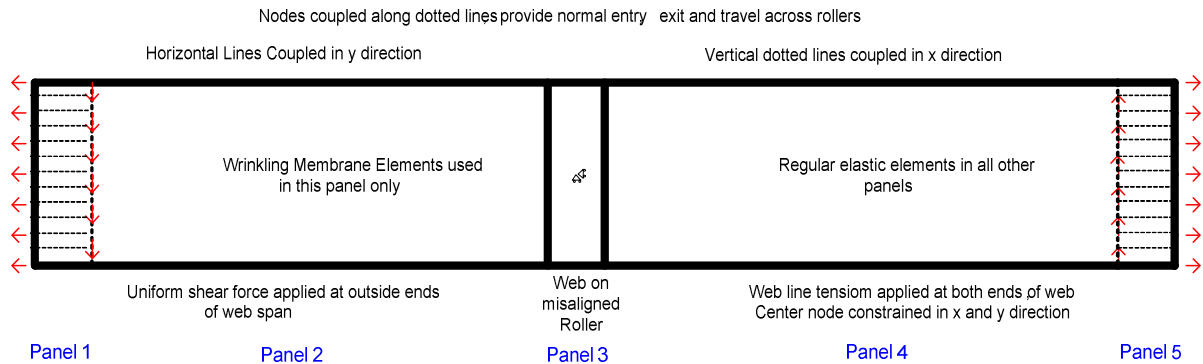 Nodes coupled along dotted lines provide normal entry exit and travel across rollers
Horizontal Lines Coupled in y direction
Vertical dotted lines coupled in x direction
Wrinkling Membrane Elements used
in this panel only
Regular elastic elements in all other
panels
Uniform shear force applied at outside ends
of web span
Web on
misaligned
Roller
Web line tensiom applied at both ends of web
Center node constrained in x and y direction
Panel 1
Panel 2
Panel 3
Panel 4
Panel 5